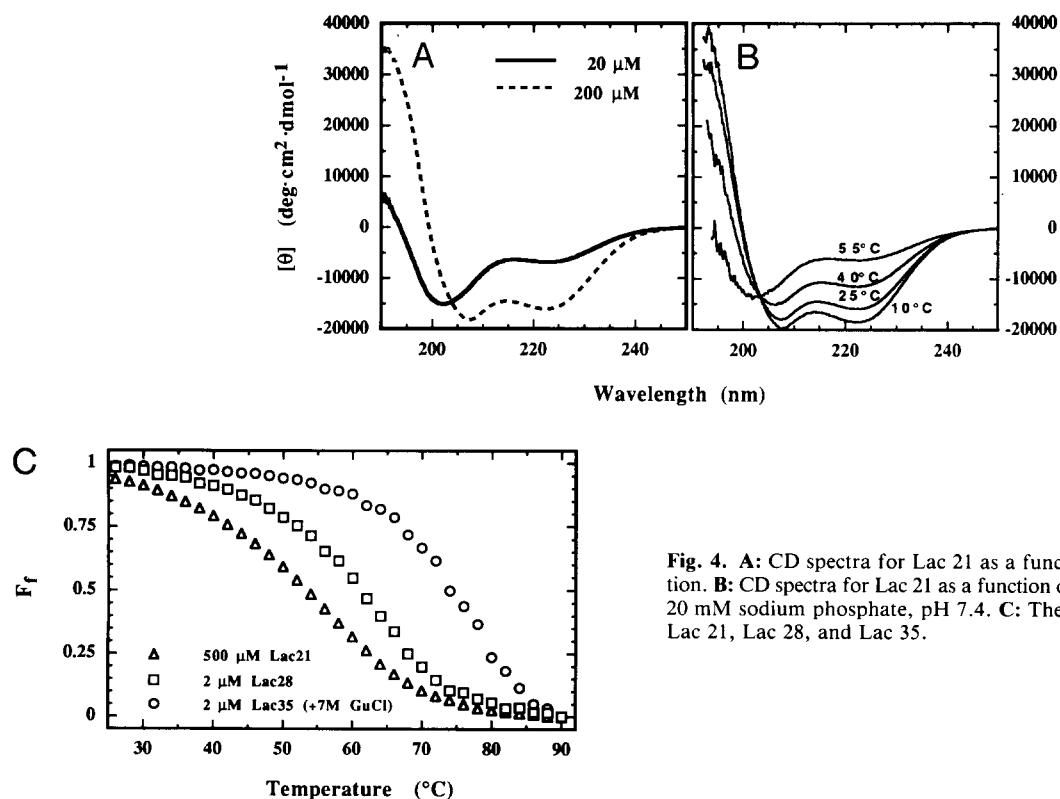 A
20 μM
200 μM
B
40000
30000
20000
10000
0
-10000
-20000
[θ] (deg·cm²·dmol⁻¹
40000
30000
20000
10000
0
-10000
-20000
55°C
40°C
25°C
10°C
200 220 240
200 220 240
Wavelength (nm)
C
1
0.75
0.5
0.25
0
F_f
500 μM Lac21
2 μM Lac28
2 μM Lac35 (+7M GuCl)
30 40 50 60 70 80 90
Temperature (°C)
Fig. 4. A: CD spectra for Lac 21 as a func
tion. B: CD spectra for Lac 21 as a function
20 mM sodium phosphate, pH 7.4. C: The
Lac 21, Lac 28, and Lac 35.